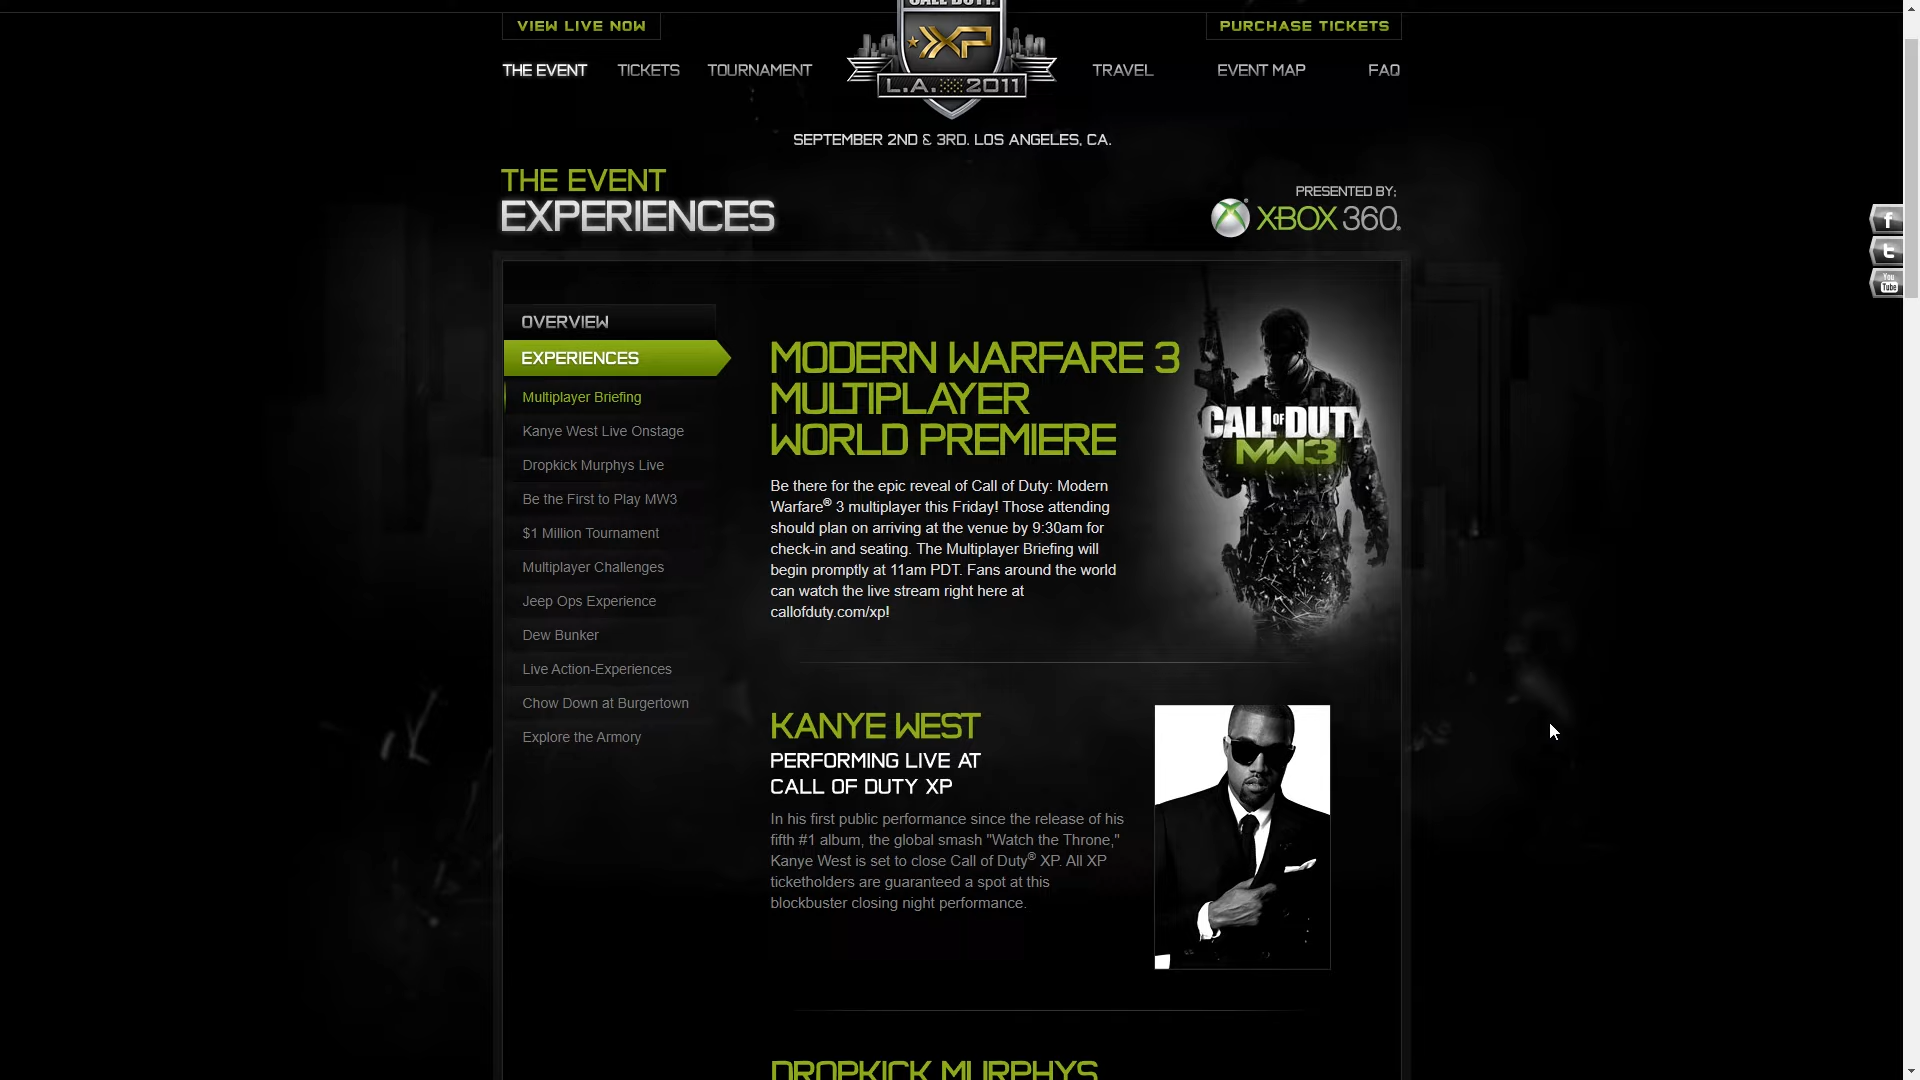 CALL OF DUTY.
VIEW LIVE NOW
PURCHASE TICKETS
XP
THE EVENT
TICKETS
TOURNAMENT
TRAVEL
EVENT MAP
FAQ
L.A. 2011
SEPTEMBER 2ND & 3RD. LOS ANGELES, CA.
THE EVENT
EXPERIENCES
PRESENTED BY:
XBOX 360®
f
t
You
Tube
OVERVIEW
EXPERIENCES
Multiplayer Briefing
Kanye West Live Onstage
Dropkick Murphys Live
Be the First to Play MW3
$1 Million Tournament
Multiplayer Challenges
Jeep Ops Experience
Dew Bunker
Live Action-Experiences
Chow Down at Burgertown
Explore the Armory
MODERN WARFARE 3
MULTIPLAYER
WORLD PREMIERE
Be there for the epic reveal of Call of Duty: Modern
Warfare® 3 multiplayer this Friday! Those attending
should plan on arriving at the venue by 9:30am for
check-in and seating. The Multiplayer Briefing will
begin promptly at 11am PDT. Fans around the world
can watch the live stream right here at
callofduty.com/xp!
CALL OF DUTY
MW3
KANYE WEST
PERFORMING LIVE AT
CALL OF DUTY XP
In his first public performance since the release of his
fifth #1 album, the global smash "Watch the Throne,"
Kanye West is set to close Call of Duty® XP. All XP
ticketholders are guaranteed a spot at this
blockbuster closing night performance.
DROPKICK MURPHYS